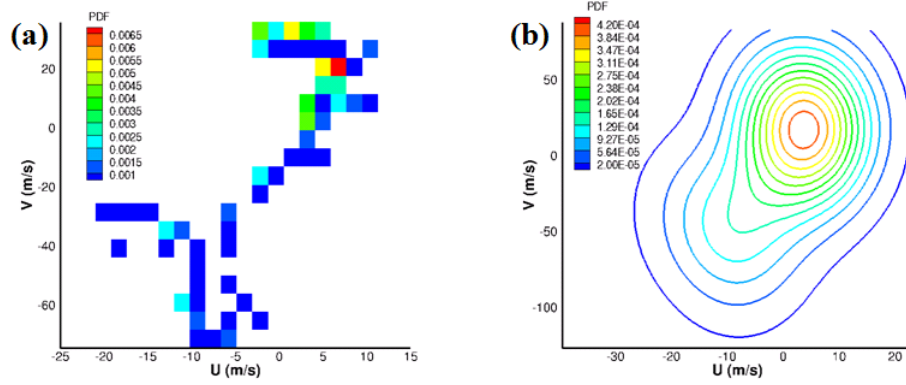 (a)
PDF
0.0065
0.006
0.0055
0.005
0.0045
0.004
0.0035
0.003
0.0025
0.002
0.0015
0.001
V (m/s)
20
0
-20
-40
-60
-25 -20 -15 -10 -5 0 5 10 15
U (m/s)
(b)
PDF
4.20E-04
3.84E-04
3.47E-04
3.11E-04
2.75E-04
2.38E-04
2.02E-04
1.65E-04
1.29E-04
9.27E-05
5.64E-05
2.00E-05
V (m/s)
50
0
-50
-100
-30 -20 -10 0 10 20
U (m/s)